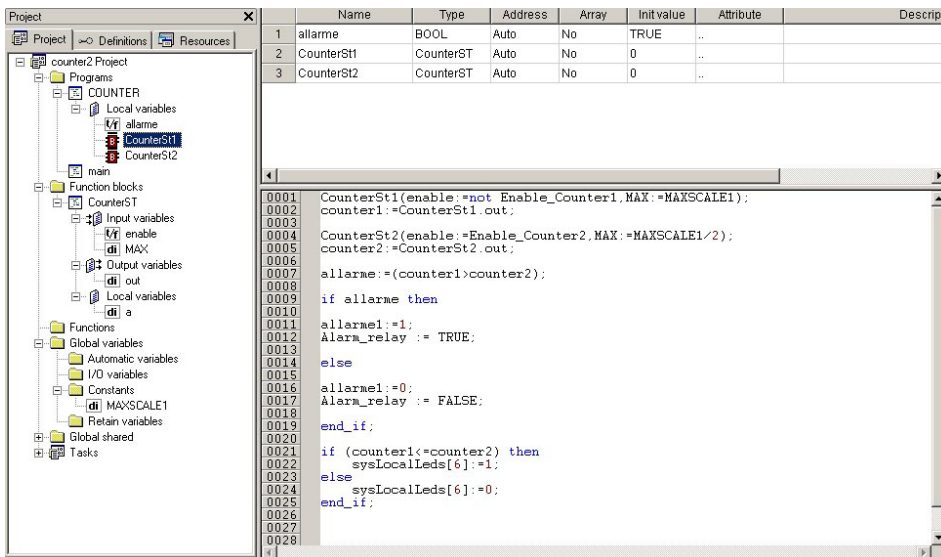 Project
Project Definitions Resources
counter2 Project
Programs
COUNTER
Local variables
t/f allarme
CounterSt1
CounterSt2
main
Function blocks
CounterST
Input variables
t/f enable
di MAX
Output variables
di out
Local variables
di a
Functions
Global variables
Automatic variables
I/O variables
Constants
di MAXSCALE1
Retain variables
Global shared
Tasks
Name Type Address Array Init value Attribute Descrip
1 allarme BOOL Auto No TRUE ..
2 CounterSt1 CounterST Auto No 0 ..
3 CounterSt2 CounterST Auto No 0 ..
0001 CounterSt1(enable:=not Enable_Counter1,MAX:=MAXSCALE1);
0002 counter1:=CounterSt1.out;
0003
0004 CounterSt2(enable:=Enable_Counter2,MAX:=MAXSCALE1/2);
0005 counter2:=CounterSt2.out;
0006
0007 allarme:=(counter1>counter2);
0008
0009 if allarme then
0010
0011 allarme1:=1;
0012 Alarm_relay := TRUE;
0013
0014 else
0015
0016 allarme1:=0;
0017 Alarm_relay := FALSE;
0018
0019 end_if;
0020
0021 if (counter1<=counter2) then
0022 sysLocalLeds[6]:=1;
0023 else
0024 sysLocalLeds[6]:=0;
0025 end_if;
0026
0027
0028